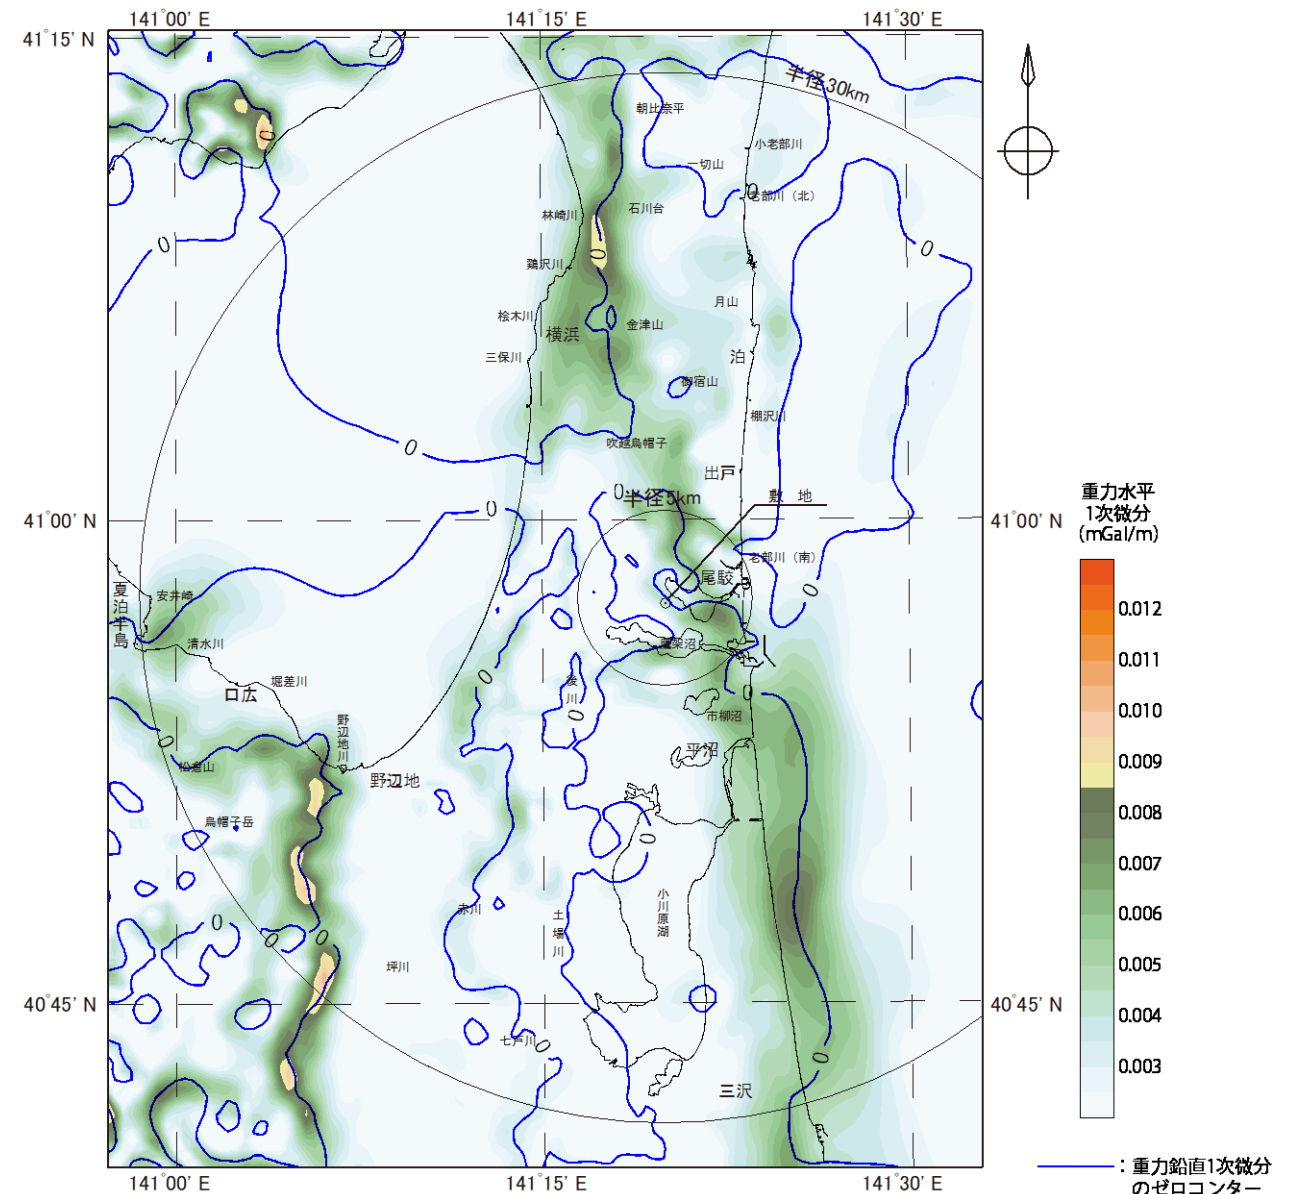 141°00' E
141°15' E
141°30' E
41°15' N
半径30km
朝比奈平
小老部川
一切山
老部川（北）
0
0
林崎川
石川台
0
0
鶏沢川
0
月山
桧木川
金津山
横浜
三保川
泊
御宿山
棚沢川
0
吹越烏帽子
出戸
0
半径5km
敷 地
0
41°00' N
41°00' N
老部川（南）
尾駮
0
夏泊半島
安井崎
清水川
鷹架沼
0
堀差川
口広
後川
0
0
市柳沼
野辺地川
0
松倉山
平沼
野辺地
烏帽子岳
0
小川原湖
赤川
土場川
0
0
0
坪川
40°45' N
40°45' N
七戸川
0
0
三沢
141°00' E
141°15' E
141°30' E
重力水平
1次微分
(mGal/m)
0.012
0.011
0.010
0.009
0.008
0.007
0.006
0.005
0.004
0.003
：重力鉛直1次微分
のゼロコンター